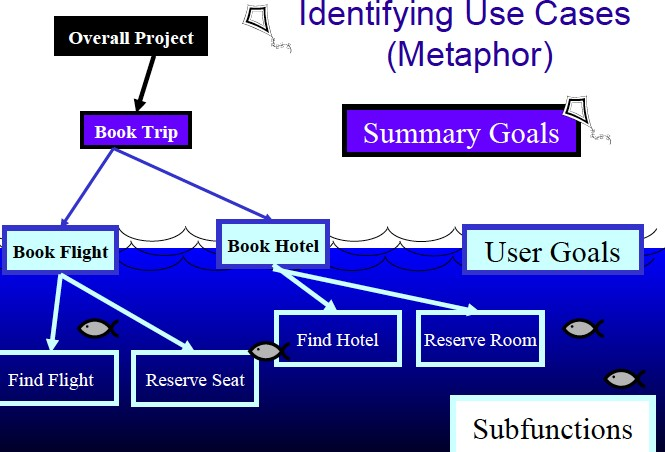 Identifying Use Cases
(Metaphor)
Overall Project
Book Trip
Summary Goals
Book Flight
Book Hotel
User Goals
Find Hotel
Reserve Room
Find Flight
Reserve Seat
Subfunctions